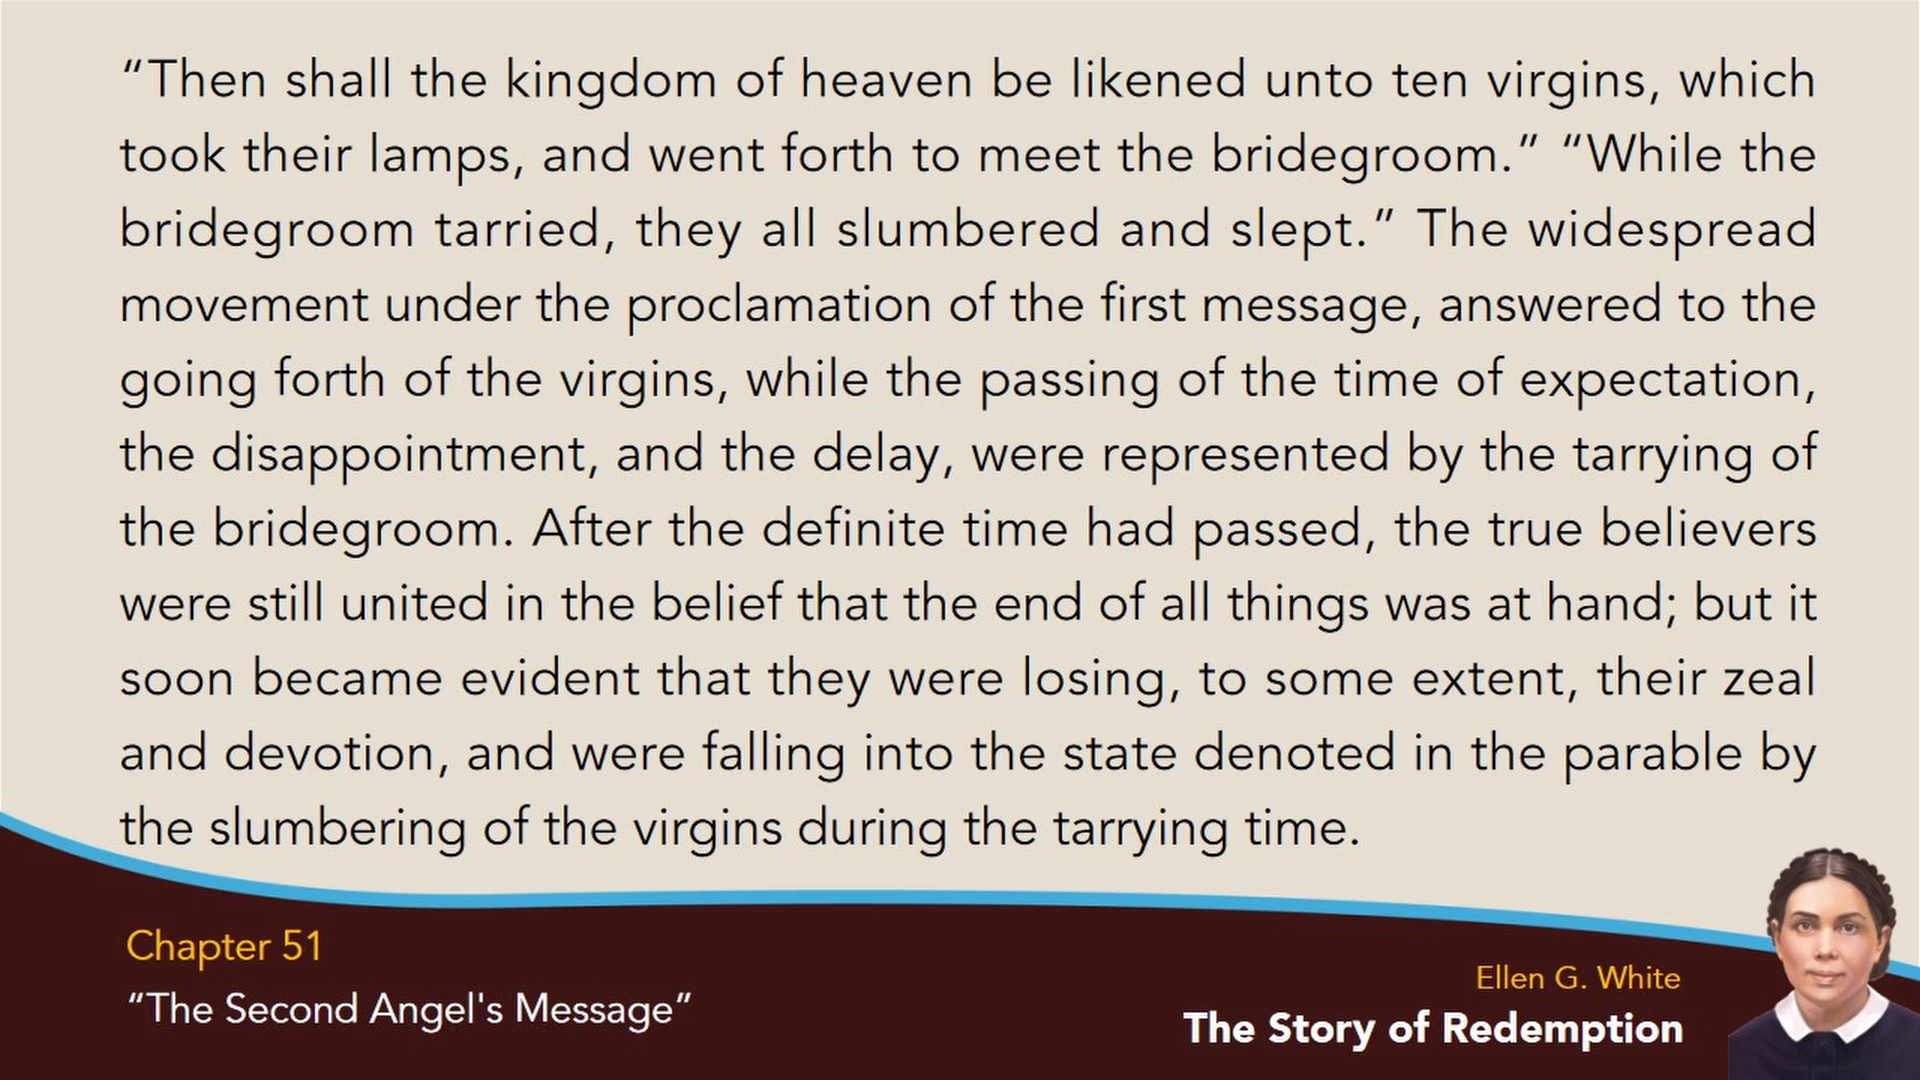 “Then shall the kingdom of heaven be likened unto ten virgins, which
took their lamps, and went forth to meet the bridegroom.” “While the
bridegroom tarried, they all slumbered and slept.” The widespread
movement under the proclamation of the first message, answered to the
going forth of the virgins, while the passing of the time of expectation,
the disappointment, and the delay, were represented by the tarrying of
the bridegroom. After the definite time had passed, the true believers
were still united in the belief that the end of all things was at hand; but it
soon became evident that they were losing, to some extent, their zeal
and devotion, and were falling into the state denoted in the parable by
the slumbering of the virgins during the tarrying time.
Chapter 51
“The Second Angel's Message”
Ellen G. White
The Story of Redemption